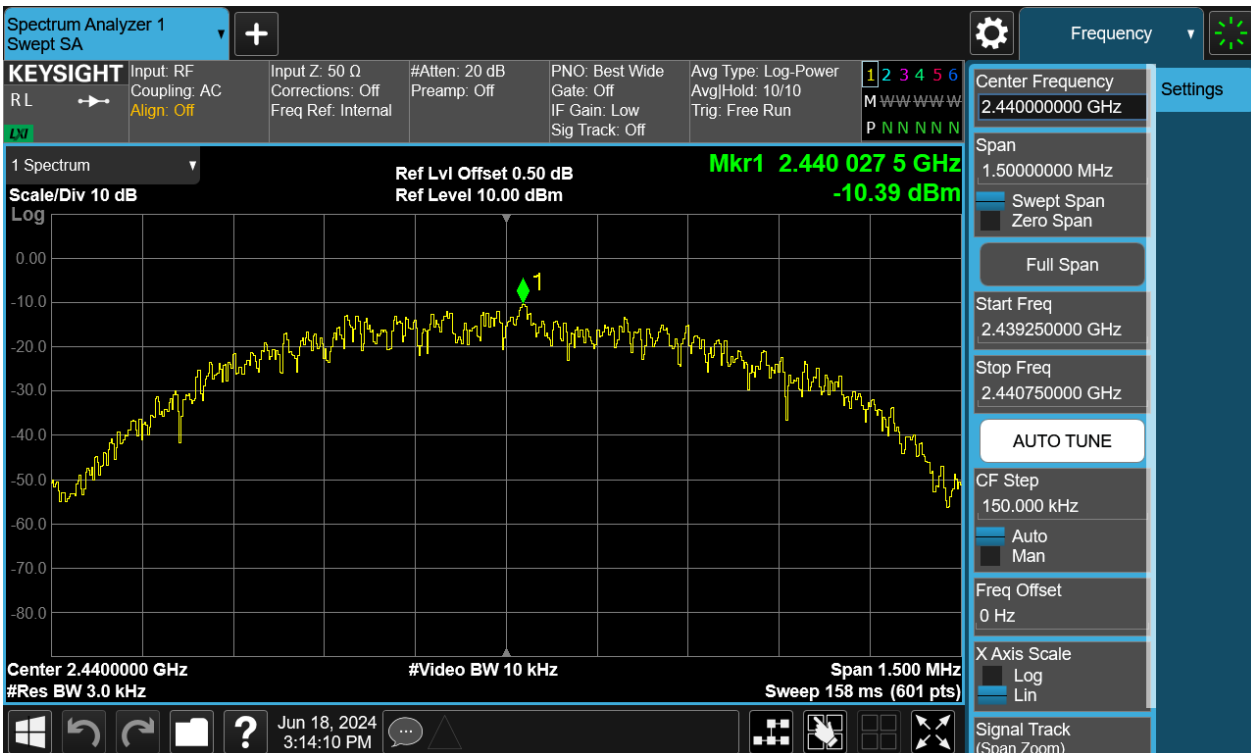 Spectrum Analyzer 1
Swept SA
Frequency
KEYSIGHT
R L
LXI
Input: RF
Coupling: AC
Align: Off
Input Z: 50 Ω
Corrections: Off
Freq Ref: Internal
#Atten: 20 dB
Preamp: Off
PNO: Best Wide
Gate: Off
IF Gain: Low
Sig Track: Off
Avg Type: Log-Power
Avg|Hold: 10/10
Trig: Free Run
1 2 3 4 5 6
M W W W W W
P N N N N N
1 Spectrum
Scale/Div 10 dB
Log
Ref Lvl Offset 0.50 dB
Ref Level 10.00 dBm
Mkr1 2.440 027 5 GHz
-10.39 dBm
1
0.00
-10.0
-20.0
-30.0
-40.0
-50.0
-60.0
-70.0
-80.0
Center 2.4400000 GHz
#Res BW 3.0 kHz
#Video BW 10 kHz
Span 1.500 MHz
Sweep 158 ms (601 pts)
Center Frequency
2.440000000 GHz
Span
1.50000000 MHz
Swept Span
Zero Span
Full Span
Start Freq
2.439250000 GHz
Stop Freq
2.440750000 GHz
AUTO TUNE
CF Step
150.000 kHz
Auto
Man
Freq Offset
0 Hz
X Axis Scale
Log
Lin
Signal Track
(Span Zoom)
Settings
?
Jun 18, 2024
3:14:10 PM